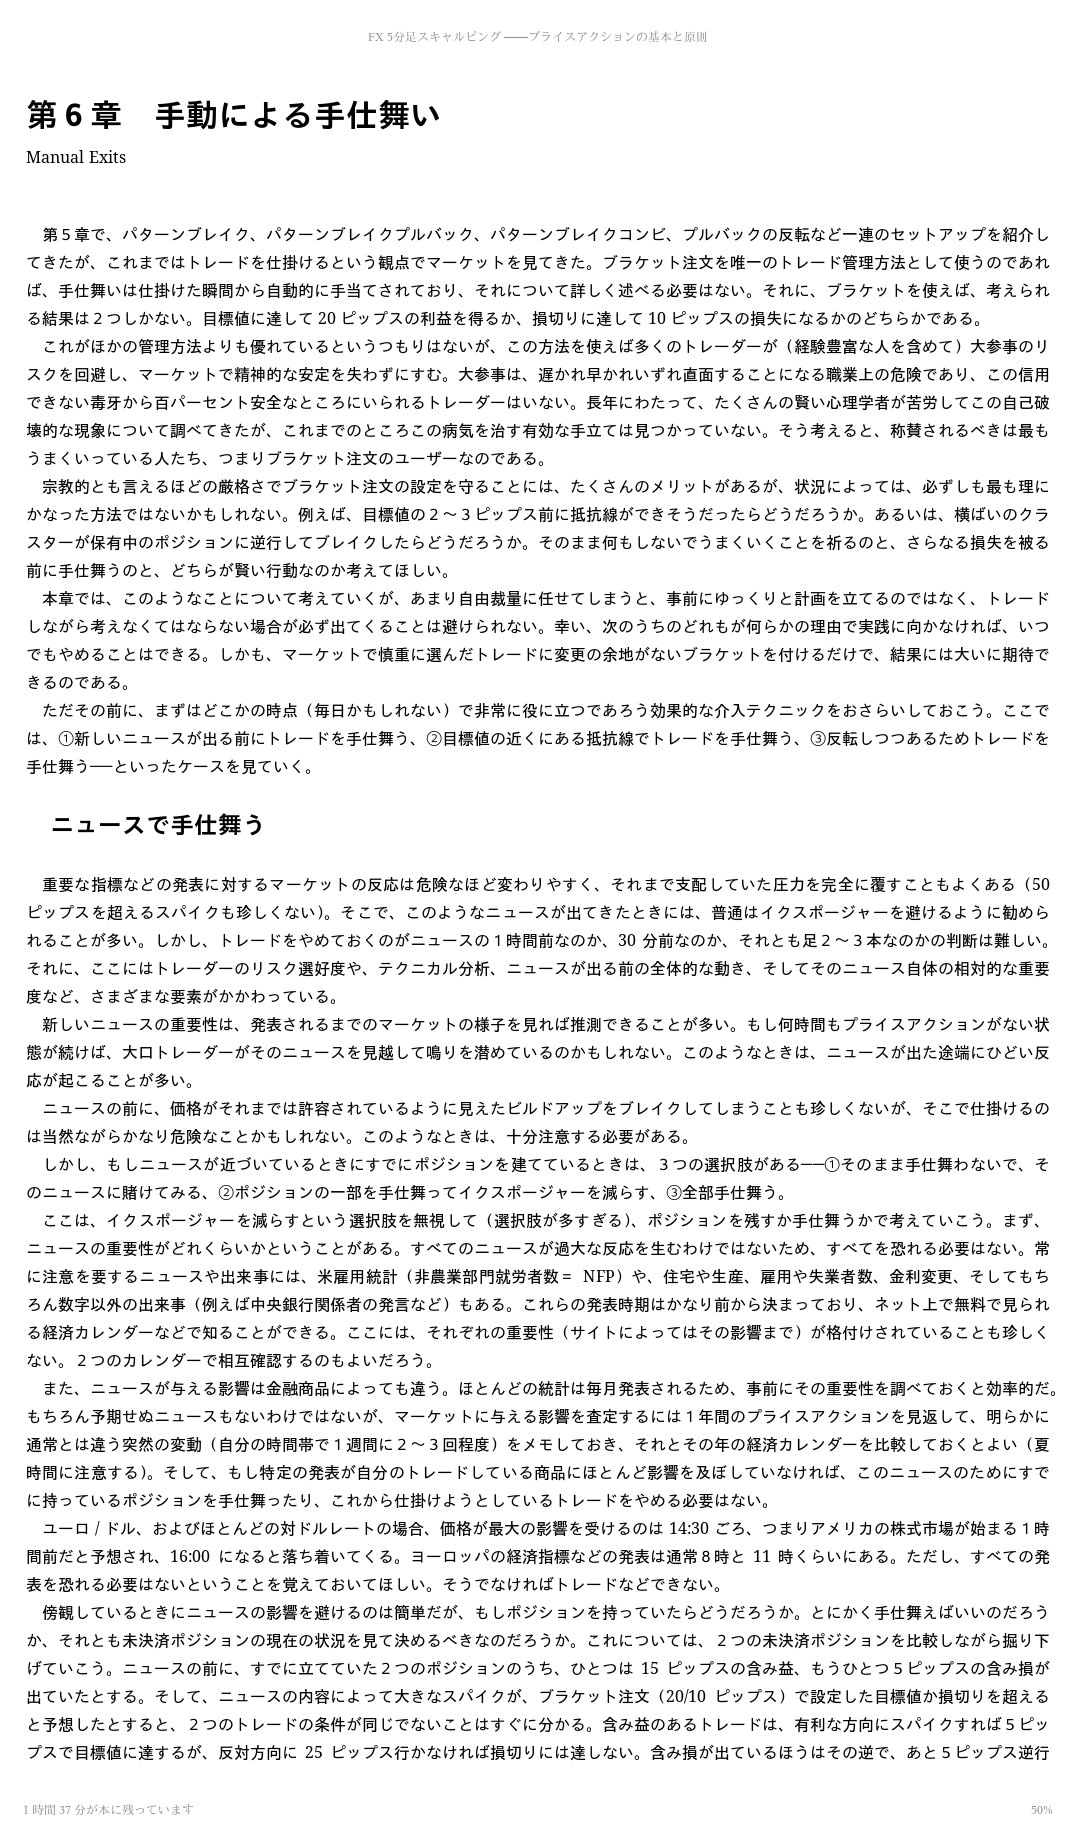 FX 5分足スキャルピング ――プライスアクションの基本と原則
第６章　手動による手仕舞い
Manual Exits
第５章で、パターンブレイク、パターンブレイクプルバック、パターンブレイクコンビ、プルバックの反転など一連のセットアップを紹介し
てきたが、これまではトレードを仕掛けるという観点でマーケットを見てきた。ブラケット注文を唯一のトレード管理方法として使うのであれ
ば、手仕舞いは仕掛けた瞬間から自動的に手当てされており、それについて詳しく述べる必要はない。それに、ブラケットを使えば、考えられ
る結果は２つしかない。目標値に達して 20 ピップスの利益を得るか、損切りに達して 10 ピップスの損失になるかのどちらかである。
これがほかの管理方法よりも優れているというつもりはないが、この方法を使えば多くのトレーダーが（経験豊富な人を含めて）大参事のリ
スクを回避し、マーケットで精神的な安定を失わずにすむ。大参事は、遅かれ早かれいずれ直面することになる職業上の危険であり、この信用
できない毒牙から百パーセント安全なところにいられるトレーダーはいない。長年にわたって、たくさんの賢い心理学者が苦労してこの自己破
壊的な現象について調べてきたが、これまでのところこの病気を治す有効な手立ては見つかっていない。そう考えると、称賛されるべきは最も
うまくいっている人たち、つまりブラケット注文のユーザーなのである。
宗教的とも言えるほどの厳格さでブラケット注文の設定を守ることには、たくさんのメリットがあるが、状況によっては、必ずしも最も理に
かなった方法ではないかもしれない。例えば、目標値の２～３ピップス前に抵抗線ができそうだったらどうだろうか。あるいは、横ばいのクラ
スターが保有中のポジションに逆行してブレイクしたらどうだろうか。そのまま何もしないでうまくいくことを祈るのと、さらなる損失を被る
前に手仕舞うのと、どちらが賢い行動なのか考えてほしい。
本章では、このようなことについて考えていくが、あまり自由裁量に任せてしまうと、事前にゆっくりと計画を立てるのではなく、トレード
しながら考えなくてはならない場合が必ず出てくることは避けられない。幸い、次のうちのどれもが何らかの理由で実践に向かなければ、いつ
でもやめることはできる。しかも、マーケットで慎重に選んだトレードに変更の余地がないブラケットを付けるだけで、結果には大いに期待で
きるのである。
ただその前に、まずはどこかの時点（毎日かもしれない）で非常に役に立つであろう効果的な介入テクニックをおさらいしておこう。ここで
は、①新しいニュースが出る前にトレードを手仕舞う、②目標値の近くにある抵抗線でトレードを手仕舞う、③反転しつつあるためトレードを
手仕舞う──といったケースを見ていく。
ニュースで手仕舞う
重要な指標などの発表に対するマーケットの反応は危険なほど変わりやすく、それまで支配していた圧力を完全に覆すこともよくある（50
ピップスを超えるスパイクも珍しくない）。そこで、このようなニュースが出てきたときには、普通はイクスポージャーを避けるように勧めら
れることが多い。しかし、トレードをやめておくのがニュースの１時間前なのか、30 分前なのか、それとも足２～３本なのかの判断は難しい。
それに、ここにはトレーダーのリスク選好度や、テクニカル分析、ニュースが出る前の全体的な動き、そしてそのニュース自体の相対的な重要
度など、さまざまな要素がかかわっている。
新しいニュースの重要性は、発表されるまでのマーケットの様子を見れば推測できることが多い。もし何時間もプライスアクションがない状
態が続けば、大口トレーダーがそのニュースを見越して鳴りを潜めているのかもしれない。このようなときは、ニュースが出た途端にひどい反
応が起こることが多い。
ニュースの前に、価格がそれまでは許容されているように見えたビルドアップをブレイクしてしまうことも珍しくないが、そこで仕掛けるの
は当然ながらかなり危険なことかもしれない。このようなときは、十分注意する必要がある。
しかし、もしニュースが近づいているときにすでにポジションを建てているときは、３つの選択肢がある──①そのまま手仕舞わないで、そ
のニュースに賭けてみる、②ポジションの一部を手仕舞ってイクスポージャーを減らす、③全部手仕舞う。
ここは、イクスポージャーを減らすという選択肢を無視して（選択肢が多すぎる）、ポジションを残すか手仕舞うかで考えていこう。まず、
ニュースの重要性がどれくらいかということがある。すべてのニュースが過大な反応を生むわけではないため、すべてを恐れる必要はない。常
に注意を要するニュースや出来事には、米雇用統計（非農業部門就労者数＝ NFP）や、住宅や生産、雇用や失業者数、金利変更、そしてもち
ろん数字以外の出来事（例えば中央銀行関係者の発言など）もある。これらの発表時期はかなり前から決まっており、ネット上で無料で見られ
る経済カレンダーなどで知ることができる。ここには、それぞれの重要性（サイトによってはその影響まで）が格付けされていることも珍しく
ない。２つのカレンダーで相互確認するのもよいだろう。
また、ニュースが与える影響は金融商品によっても違う。ほとんどの統計は毎月発表されるため、事前にその重要性を調べておくと効率的だ。
もちろん予期せぬニュースもないわけではないが、マーケットに与える影響を査定するには１年間のプライスアクションを見返して、明らかに
通常とは違う突然の変動（自分の時間帯で１週間に２～３回程度）をメモしておき、それとその年の経済カレンダーを比較しておくとよい（夏
時間に注意する）。そして、もし特定の発表が自分のトレードしている商品にほとんど影響を及ぼしていなければ、このニュースのためにすで
に持っているポジションを手仕舞ったり、これから仕掛けようとしているトレードをやめる必要はない。
ユーロ / ドル、およびほとんどの対ドルレートの場合、価格が最大の影響を受けるのは 14:30 ごろ、つまりアメリカの株式市場が始まる１時
間前だと予想され、16:00 になると落ち着いてくる。ヨーロッパの経済指標などの発表は通常８時と 11 時くらいにある。ただし、すべての発
表を恐れる必要はないということを覚えておいてほしい。そうでなければトレードなどできない。
傍観しているときにニュースの影響を避けるのは簡単だが、もしポジションを持っていたらどうだろうか。とにかく手仕舞えばいいのだろう
か、それとも未決済ポジションの現在の状況を見て決めるべきなのだろうか。これについては、２つの未決済ポジションを比較しながら掘り下
げていこう。ニュースの前に、すでに立てていた２つのポジションのうち、ひとつは 15 ピップスの含み益、もうひとつ５ピップスの含み損が
出ていたとする。そして、ニュースの内容によって大きなスパイクが、ブラケット注文（20/10 ピップス）で設定した目標値か損切りを超える
と予想したとすると、２つのトレードの条件が同じでないことはすぐに分かる。含み益のあるトレードは、有利な方向にスパイクすれば５ピッ
プスで目標値に達するが、反対方向に 25 ピップス行かなければ損切りには達しない。含み損が出ているほうはその逆で、あと５ピップス逆行
1 時間 37 分が本に残っています
50%